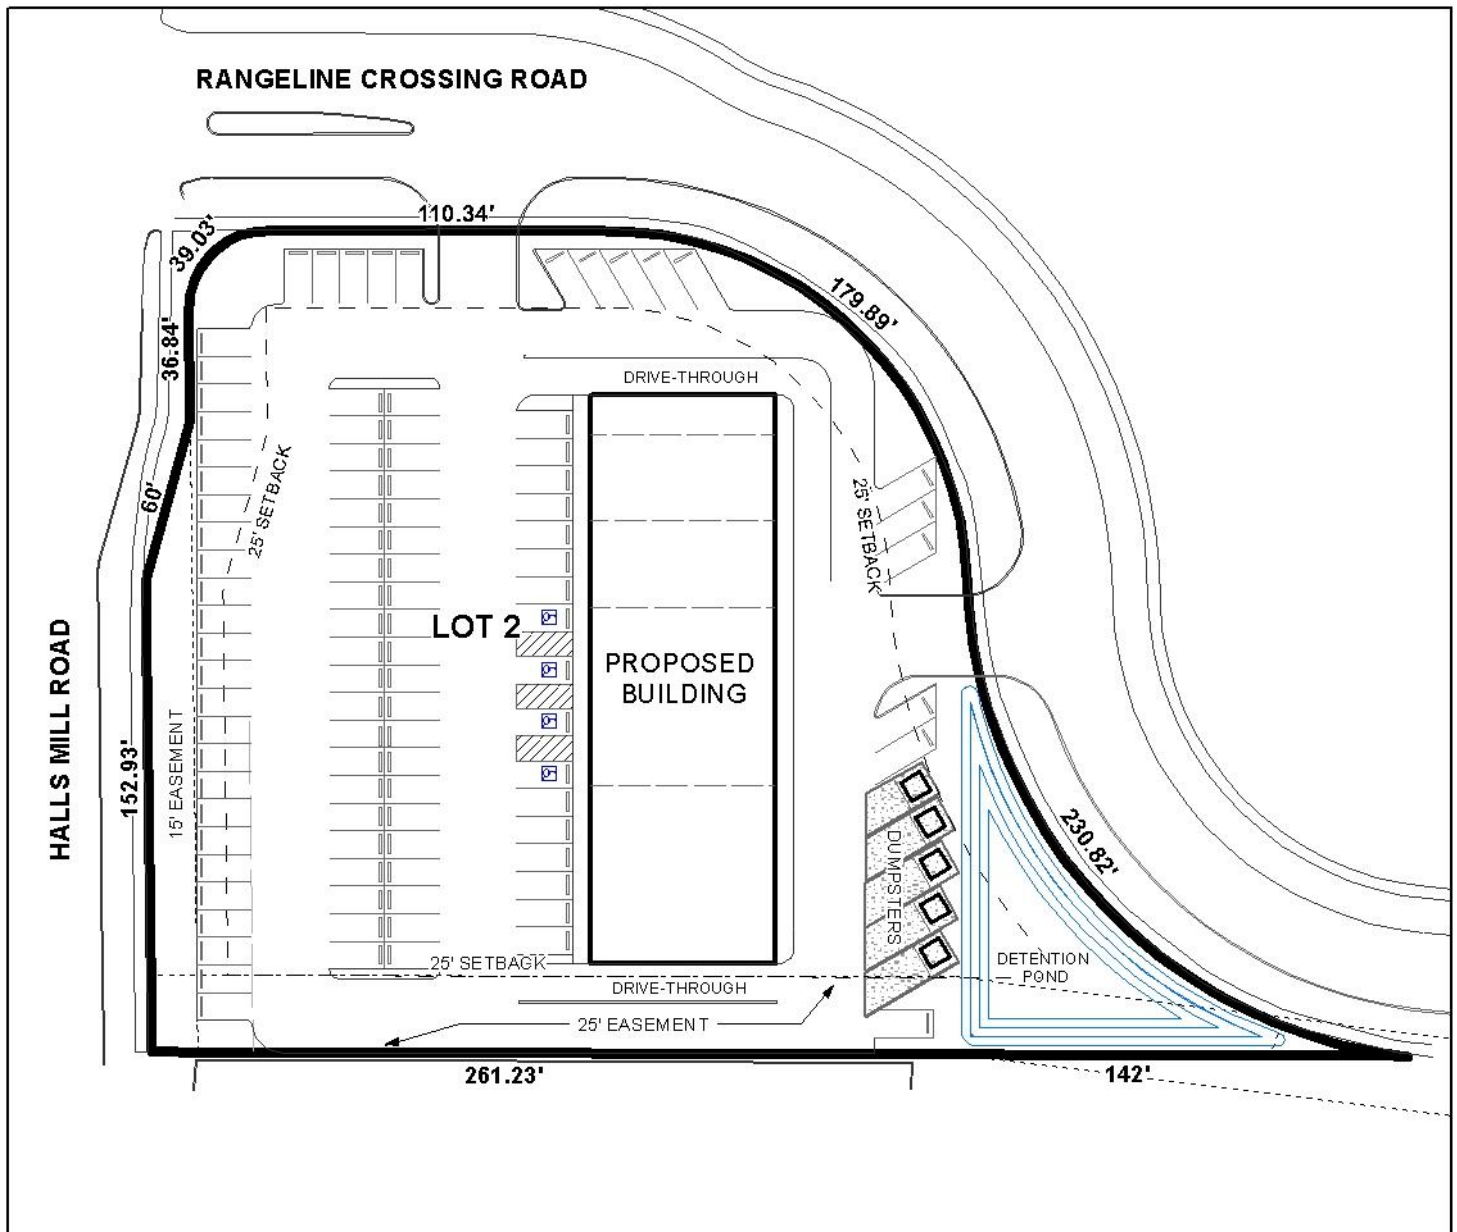 RANGELINE CROSSING ROAD
110.34'
39.03'
179.89'
36.84'
DRIVE-THROUGH
60'
25' SETBACK
25' SETBACK
LOT 2
PROPOSED
BUILDING
HALLS MILL ROAD
152.93'
15' EASEMENT
DUMPSTERS
230.82'
25' SETBACK
DETENTION
POND
DRIVE-THROUGH
25' EASEMENT
261.23'
142'